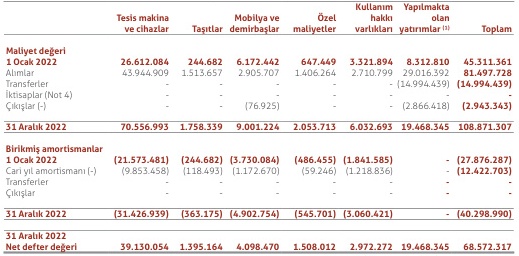 Kullanım Yapılmakta
Tesis makina Mobilya ve Özel hakkı olan
ve cihazlar Taşıtlar demirbaşlar maliyetler varlıkları yatırımlar (1) Toplam
Maliyet değeri
1 Ocak 2022 26.612.084 244.682 6.172.442 647.449 3.321.894 8.312.810 45.311.361
Alımlar 43.944.909 1.513.657 2.905.707 1.406.264 2.710.799 29.016.392 81.497.728
Transferler - - - - - (14.994.439) (14.994.439)
İktisaplar (Not 4) - - - - - - -
Çıkışlar (-) - - (76.925) - - (2.866.418) (2.943.343)
31 Aralık 2022 70.556.993 1.758.339 9.001.224 2.053.713 6.032.693 19.468.345 108.871.307
Birikmiş amortismanlar
1 Ocak 2022 (21.573.481) (244.682) (3.730.084) (486.455) (1.841.585) - (27.876.287)
Cari yıl amortismanı (-) (9.853.458) (118.493) (1.172.670) (59.246) (1.218.836) - (12.422.703)
Transferler - - - - - - -
Çıkışlar - - - - - - -
31 Aralık 2022 (31.426.939) (363.175) (4.902.754) (545.701) (3.060.421) - (40.298.990)
31 Aralık 2022
Net defter değeri 39.130.054 1.395.164 4.098.470 1.508.012 2.972.272 19.468.345 68.572.317